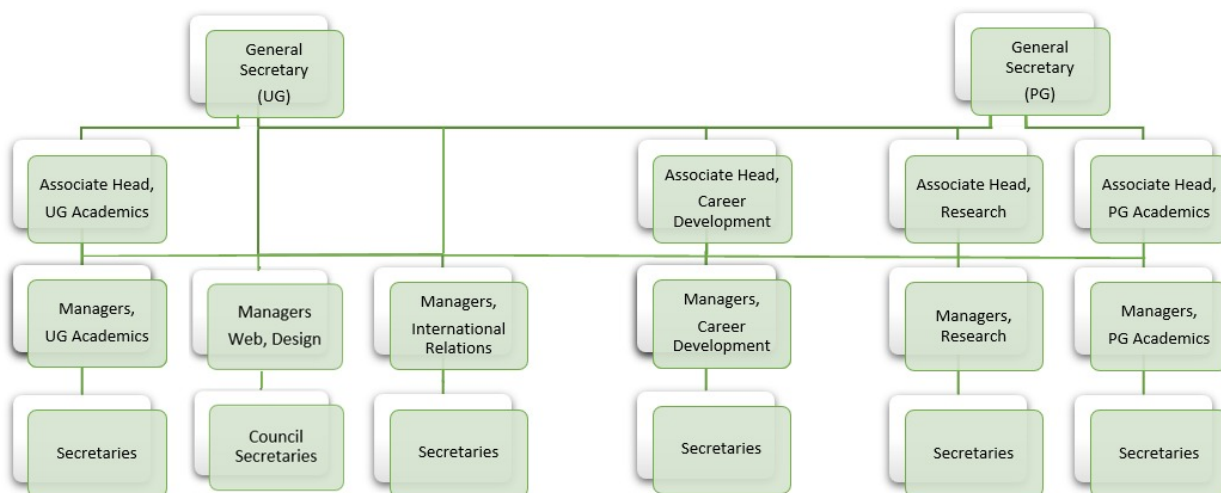 General
Secretary
(UG)
General
Secretary
(PG)
Associate Head,
UG Academics
Associate Head,
Career
Development
Associate Head,
Research
Associate Head,
PG Academics
Managers,
UG Academics
Managers
Web, Design
Managers,
International
Relations
Managers,
Career
Development
Managers,
Research
Managers,
PG Academics
Secretaries
Council
Secretaries
Secretaries
Secretaries
Secretaries
Secretaries